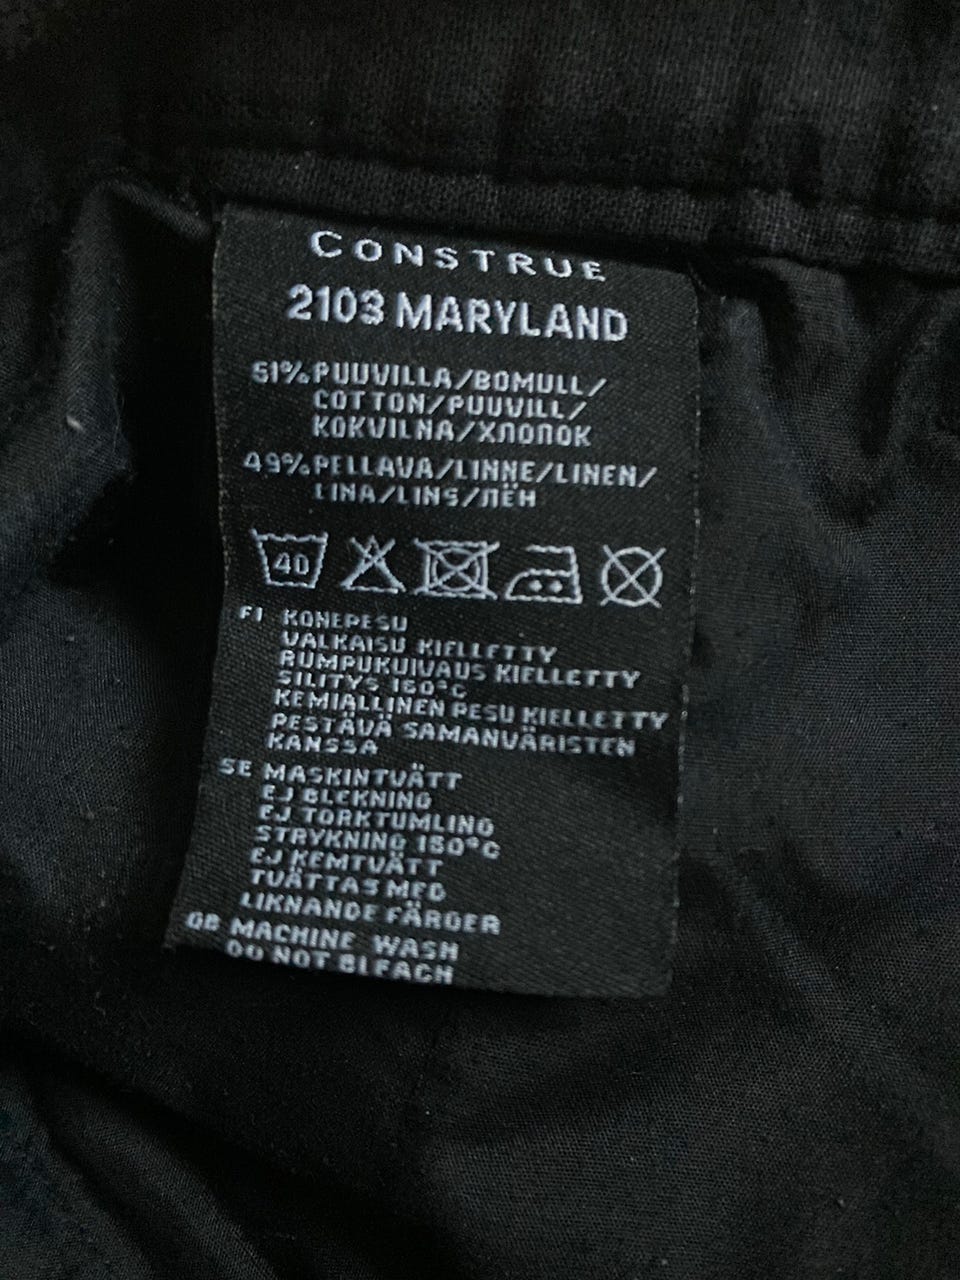 CONSTRUE
2103 MARYLAND
51% PUUVILLA/BOMULL/
COTTON/PUUVILL/
KOKVILNA/ХЛОПОК
49% PELLAVA/LINNE/LINEN/
LINA/LINS/ЛЁН
40
FI KONEPESU
VALKAISU KIELLETTY
RUMPUKUIVAUS KIELLETTY
SILITYS 150°C
KEMIALLINEN PESU KIELLETTY
PESTÄVÄ SAMANVÄRISTEN
KANSSA
SE MASKINTVÄTT
EJ BLEKNING
EJ TORKTUMLING
STRYKNING 150°C
EJ KEMTVÄTT
TVÄTTAS MED
LIKNANDE FÄRGER
GB MACHINE WASH
DO NOT BLEACH